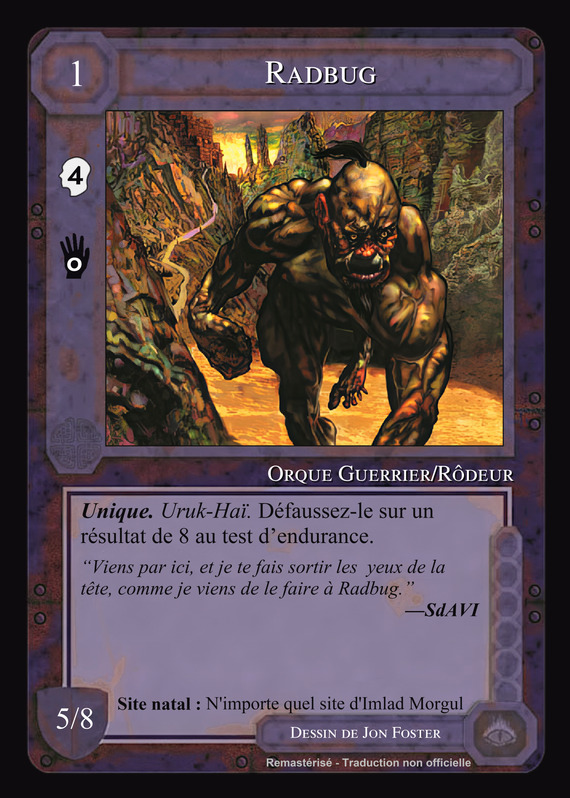 1
RADBUG
4
0
ORQUE GUERRIER/RÔDEUR
Unique. Uruk-Haï. Défaussez-le sur un
résultat de 8 au test d’endurance.
“Viens par ici, et je te fais sortir les yeux de la
tête, comme je viens de le faire à Radbug.”
—SdAVI
Site natal : N'importe quel site d'Imlad Morgul
5/8
DESSIN DE JON FOSTER
Remastérisé - Traduction non officielle